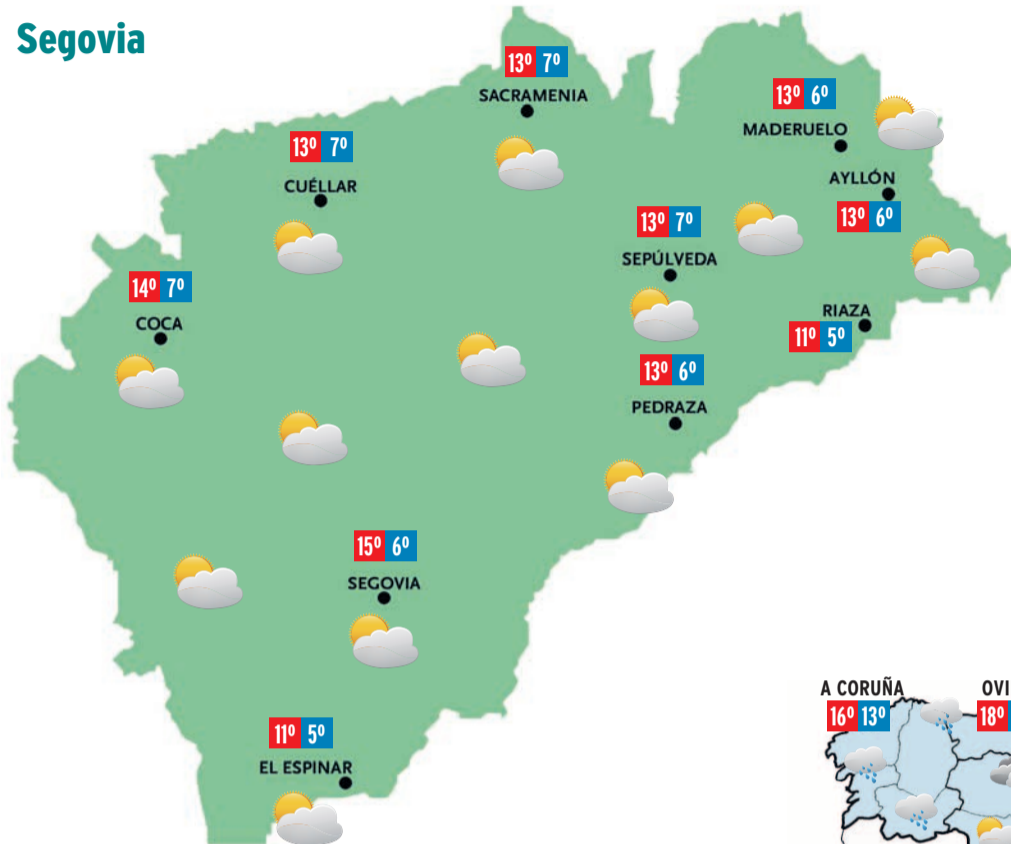 Segovia
13º 7º
SACRAMENIA
13º 6º
MADERUELO
13º 7º
CUÉLLAR
AYLLÓN
13º 6º
13º 7º
SEPÚLVEDA
14º 7º
COCA
RIAZA
11º 5º
13º 6º
PEDRAZA
15º 6º
SEGOVIA
11º 5º
EL ESPINAR
A CORUÑA
16º 13º
OVI
18º